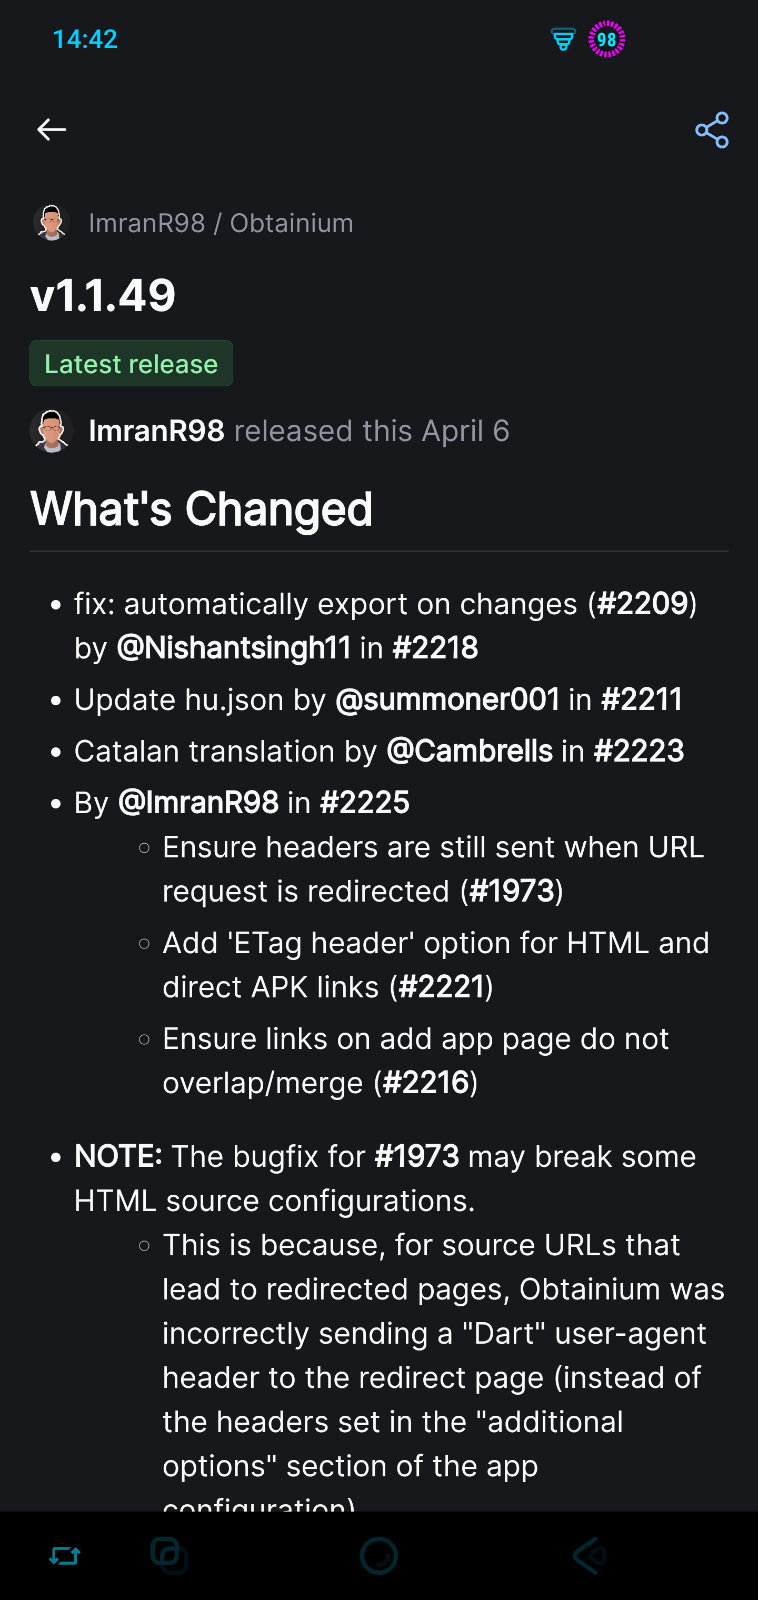 14:42
98
ImranR98 / Obtainium
v1.1.49
Latest release
ImranR98 released this April 6
What's Changed
• fix: automatically export on changes (#2209)
by @Nishantsingh11 in #2218
• Update hu.json by @summoner001 in #2211
• Catalan translation by @Cambrells in #2223
• By @ImranR98 in #2225
◦ Ensure headers are still sent when URL
request is redirected (#1973)
◦ Add 'ETag header' option for HTML and
direct APK links (#2221)
◦ Ensure links on add app page do not
overlap/merge (#2216)
• NOTE: The bugfix for #1973 may break some
HTML source configurations.
◦ This is because, for source URLs that
lead to redirected pages, Obtainium was
incorrectly sending a "Dart" user-agent
header to the redirect page (instead of
the headers set in the "additional
options" section of the app
configuration)